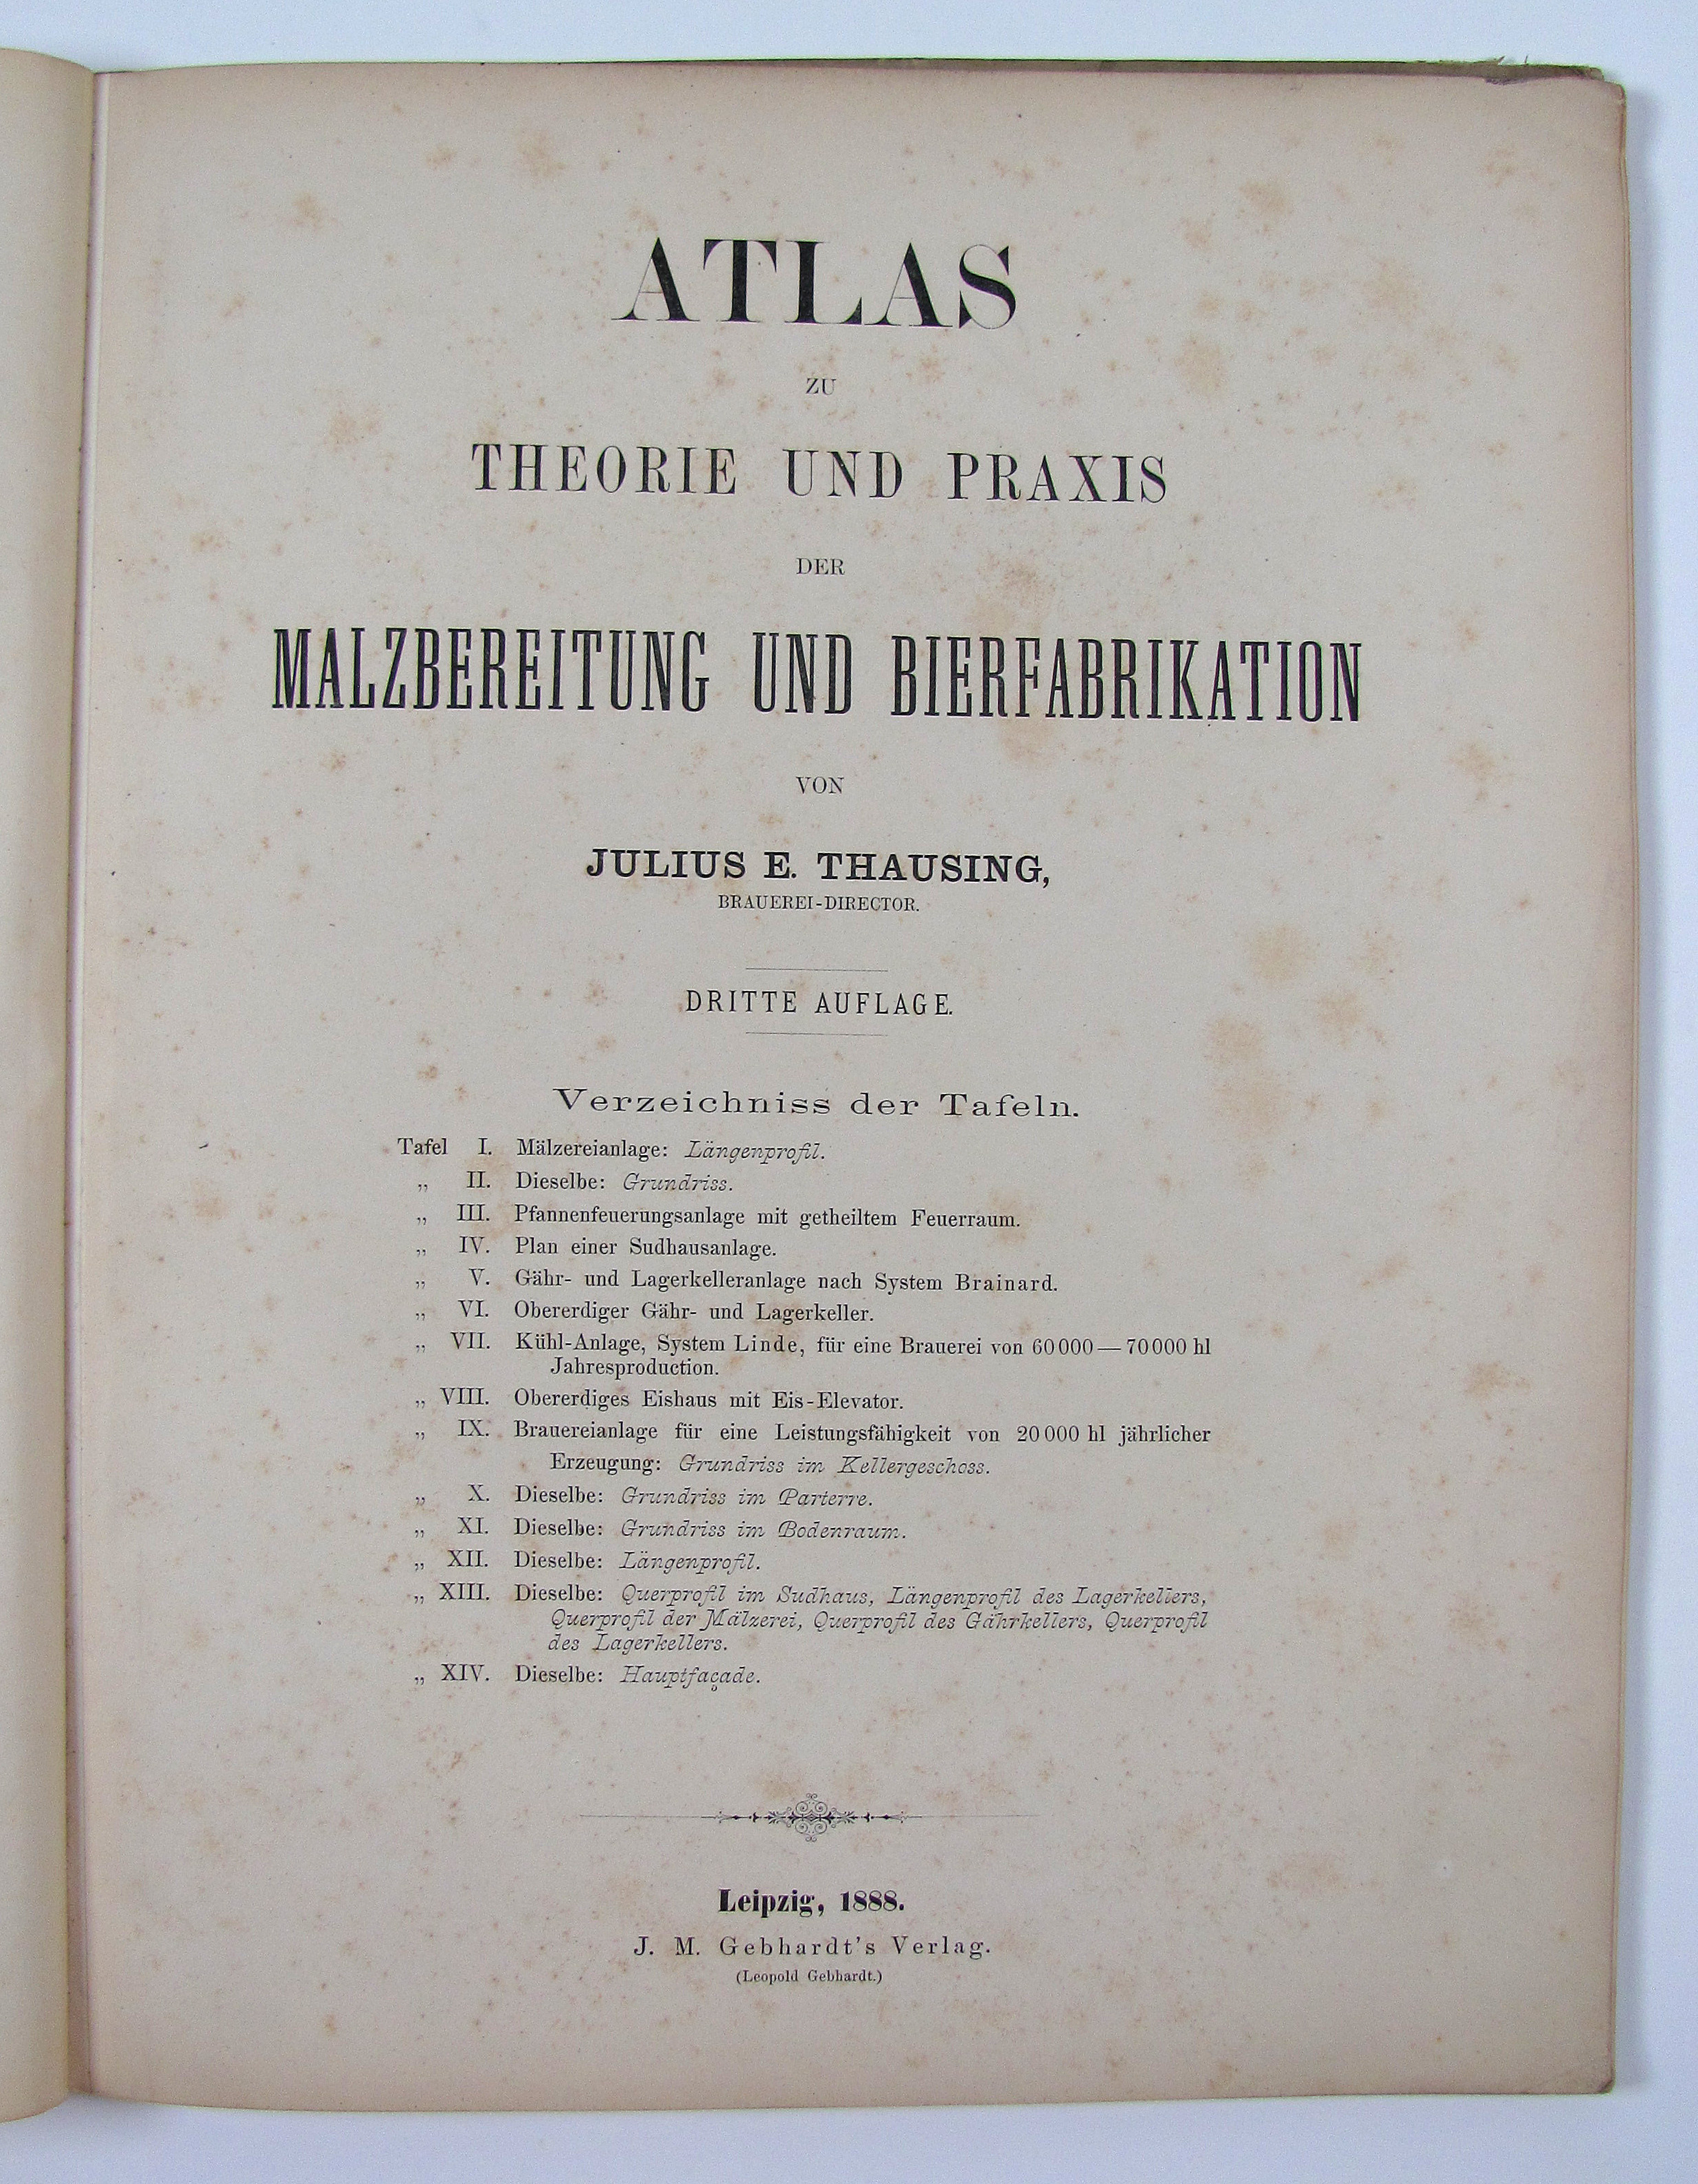 ATLAS
ZU
THEORIE UND PRAXIS
DER
MALZBEREITUNG UND BIERFABRIKATION
VON
JULIUS E. THAUSING,
BRAUEREI-DIRECTOR.
DRITTE AUFLAGE.
Verzeichniss der Tafeln.
Tafel I. Mälzereianlage: Längenprofil.
„ II. Dieselbe: Grundriss.
„ III. Pfannenfeuerungsanlage mit getheiltem Feuerraum.
„ IV. Plan einer Sudhausanlage.
„ V. Gähr- und Lagerkelleranlage nach System Brainard.
„ VI. Obererdiger Gähr- und Lagerkeller.
„ VII. Kühl-Anlage, System Linde, für eine Brauerei von 60000—70000 hl
Jahresproduction.
„ VIII. Obererdiges Eishaus mit Eis-Elevator.
„ IX. Brauereianlage für eine Leistungsfähigkeit von 20000 hl jährlicher
Erzeugung: Grundriss im Kellergeschoss.
„ X. Dieselbe: Grundriss im Parterre.
„ XI. Dieselbe: Grundriss im Bodenraum.
„ XII. Dieselbe: Längenprofil.
„ XIII. Dieselbe: Querprofil im Sudhaus, Längenprofil des Lagerkellers,
Querprofil der Mälzerei, Querprofil des Gährkellers, Querprofil
des Lagerkellers.
„ XIV. Dieselbe: Hauptfaçade.
Leipzig, 1888.
J. M. Gebhardt's Verlag.
(Leopold Gebhardt.)